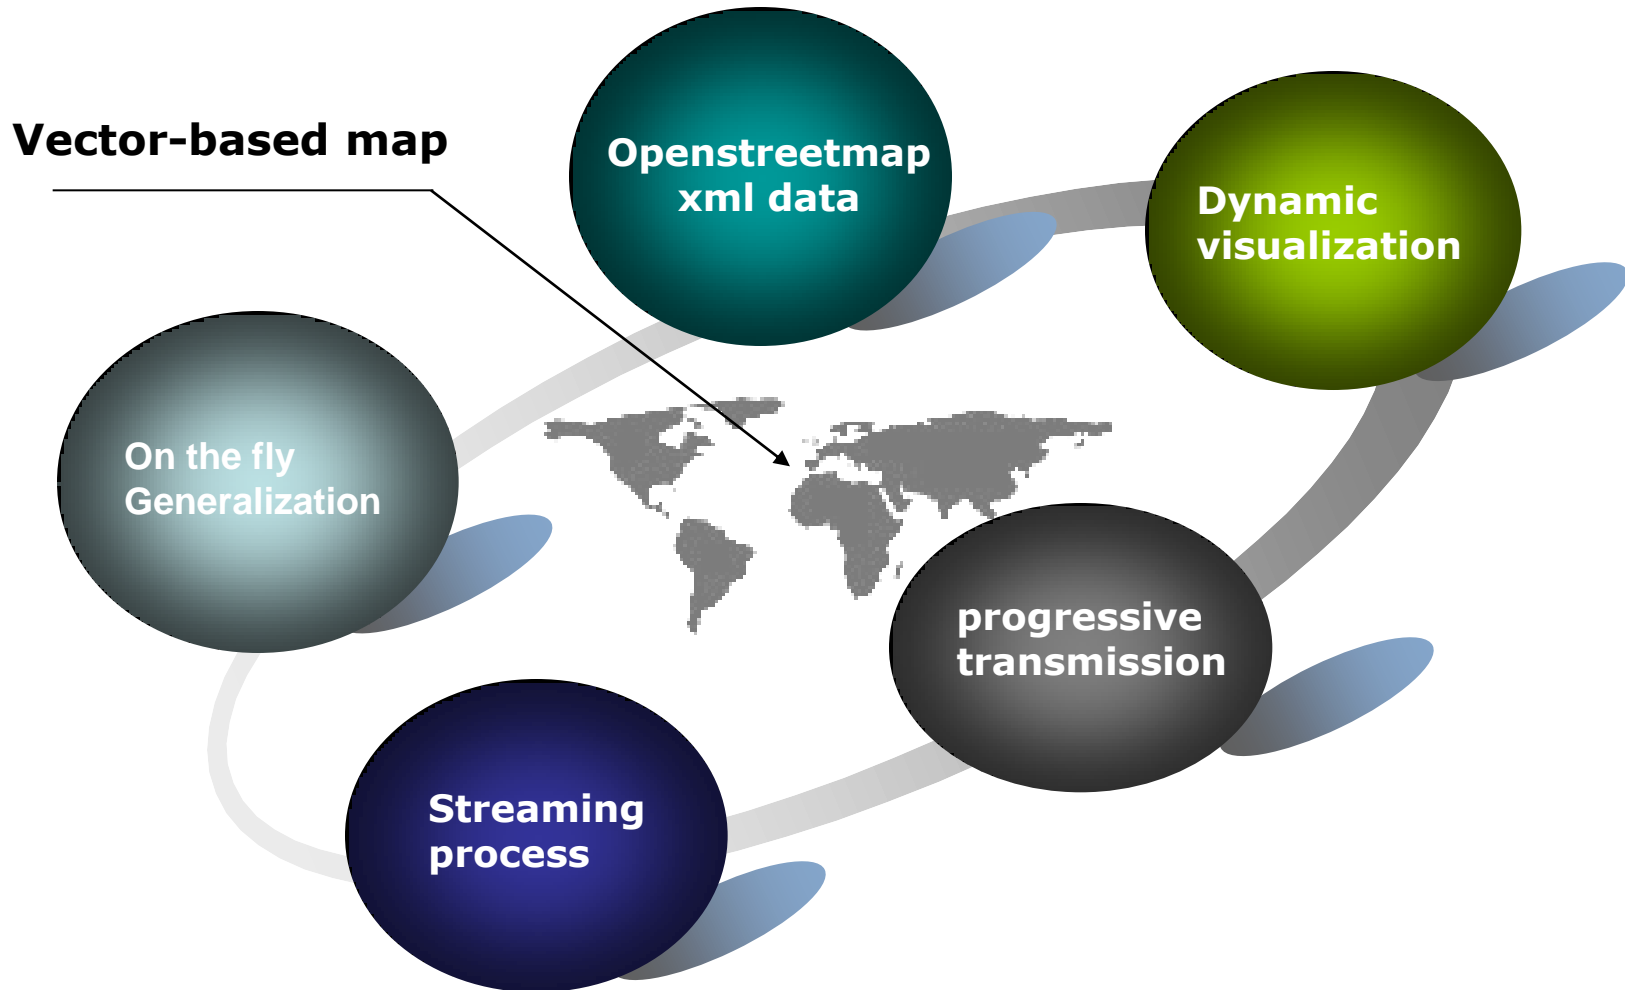 Vector-based map
Openstreetmap
xml data
Dynamic
visualization
On the fly
Generalization
progressive
transmission
Streaming
process